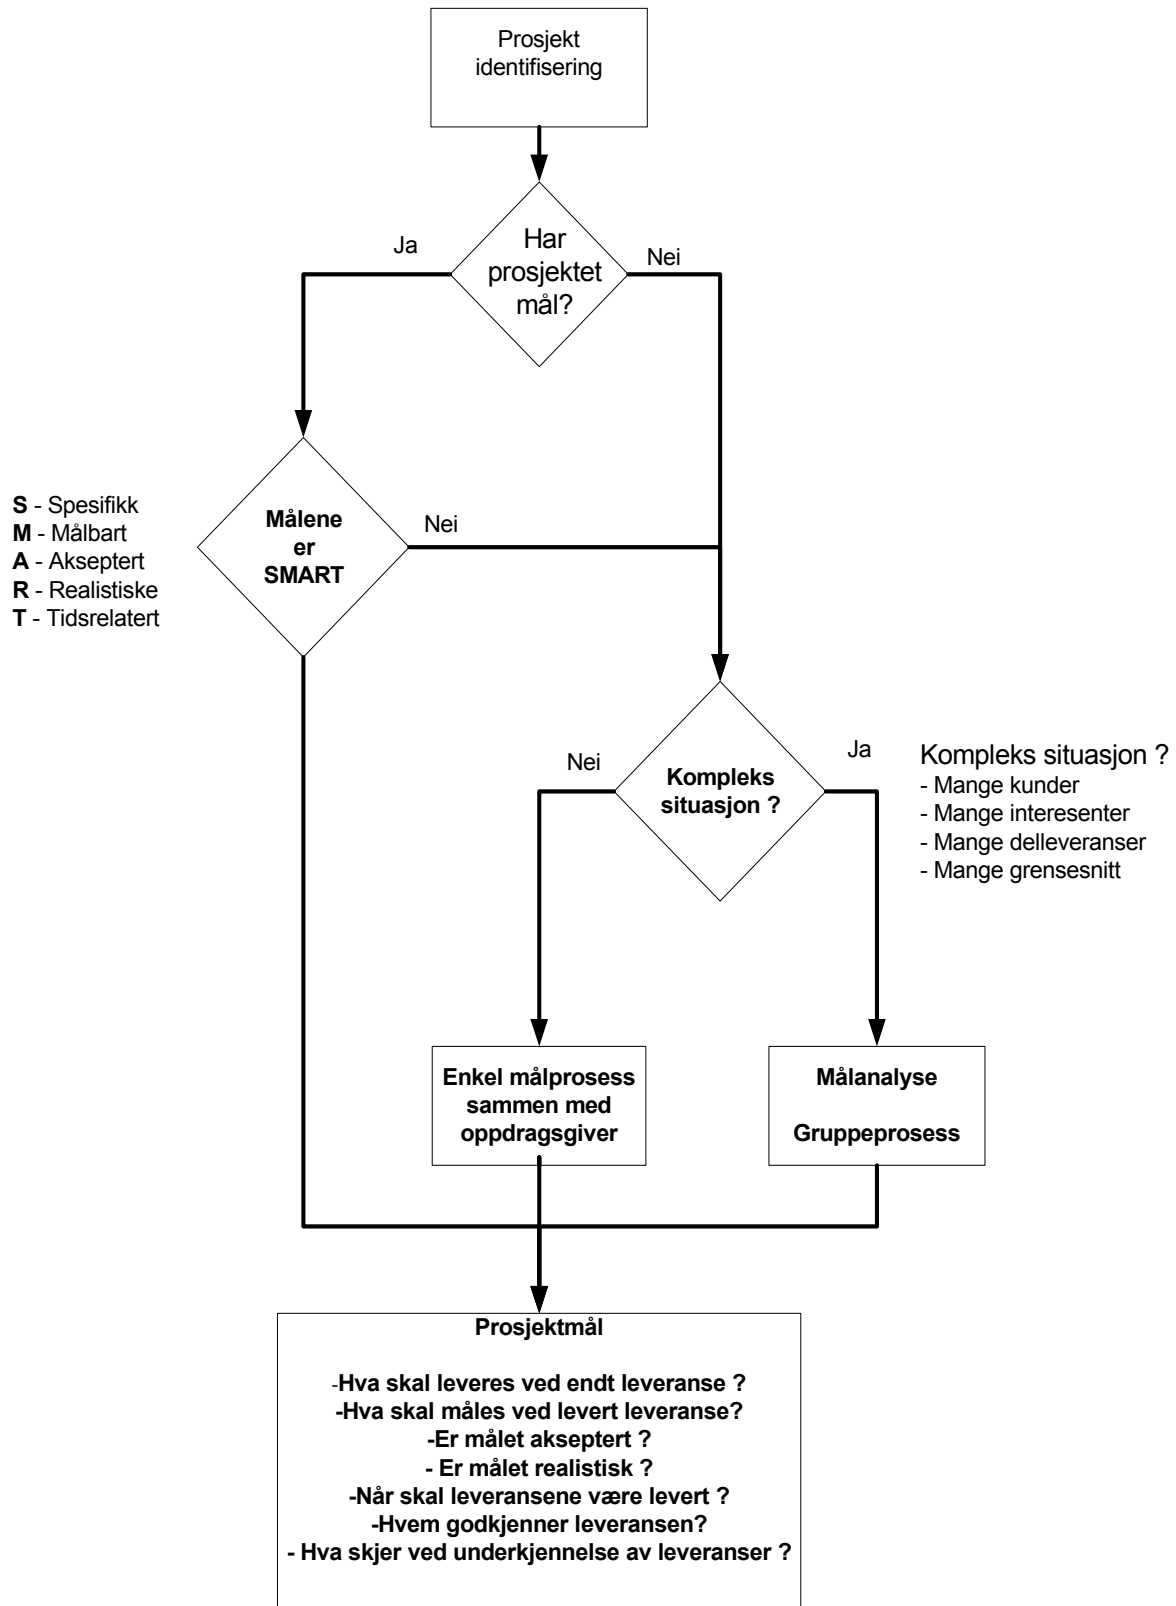 Prosjekt
identifisering
Ja
Har
prosjektet
mål?
Nei
S - Spesifikk
M - Målbart
A - Akseptert
R - Realistiske
T - Tidsrelatert
Målene
er
SMART
Nei
Nei
Kompleks
situasjon ?
Ja
Kompleks situasjon ?
- Mange kunder
- Mange interesenter
- Mange delleveranser
- Mange grensesnitt
Enkel målprosess
sammen med
oppdragsgiver
Målanalyse
Gruppeprosess
Prosjektmål
-Hva skal leveres ved endt leveranse ?
-Hva skal måles ved levert leveranse?
-Er målet akseptert ?
- Er målet realistisk ?
-Når skal leveransene være levert ?
-Hvem godkjenner leveransen?
- Hva skjer ved underkjennelse av leveranser ?